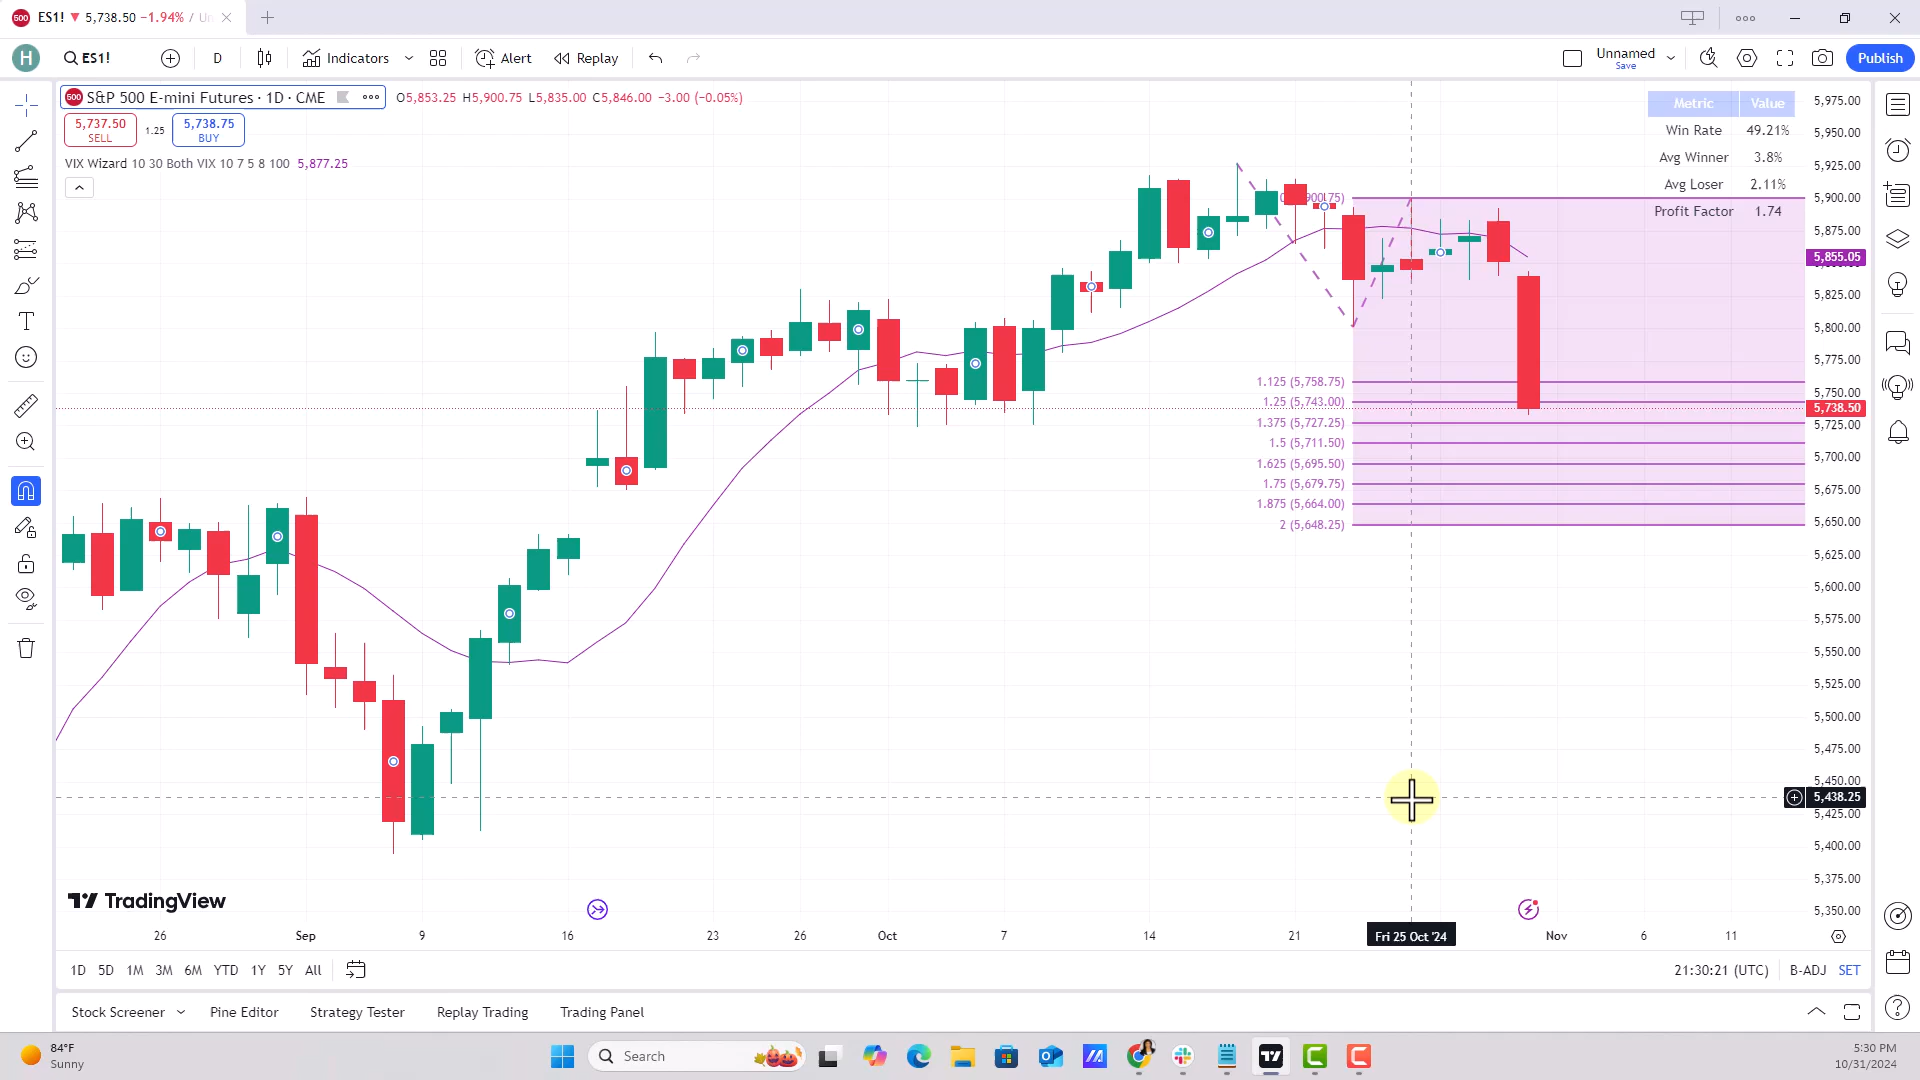 500 ES1! ▼ 5,738.50 −1.94% / Un
H ES1! D Indicators Alert Replay Unnamed Save Publish
500 S&P 500 E-mini Futures · 1D · CME O5,853.25 H5,900.75 L5,835.00 C5,846.00 −3.00 (−0.05%)
5,737.50 SELL 1.25 5,738.75 BUY
VIX Wizard 10 30 Both VIX 10 7 5 8 100 5,877.25
Metric Value
Win Rate 49.21%
Avg Winner 3.8%
Avg Loser 2.11%
Profit Factor 1.74
1.125 (5,758.75)
1.25 (5,743.00)
1.375 (5,727.25)
1.5 (5,711.50)
1.625 (5,695.50)
1.75 (5,679.75)
1.875 (5,664.00)
2 (5,648.25)
5,975.00
5,950.00
5,925.00
5,900.00
5,875.00
5,855.05
5,825.00
5,800.00
5,775.00
5,750.00
5,738.50
5,725.00
5,700.00
5,675.00
5,650.00
5,625.00
5,600.00
5,575.00
5,550.00
5,525.00
5,500.00
5,475.00
5,450.00
5,438.25
5,425.00
5,400.00
5,375.00
5,350.00
TradingView
26 Sep 9 16 23 26 Oct 7 14 21 Fri 25 Oct '24 Nov 6 11
1D 5D 1M 3M 6M YTD 1Y 5Y All 21:30:21 (UTC) B-ADJ SET
Stock Screener Pine Editor Strategy Tester Replay Trading Trading Panel
84°F
Sunny
Search
5:30 PM
10/31/2024